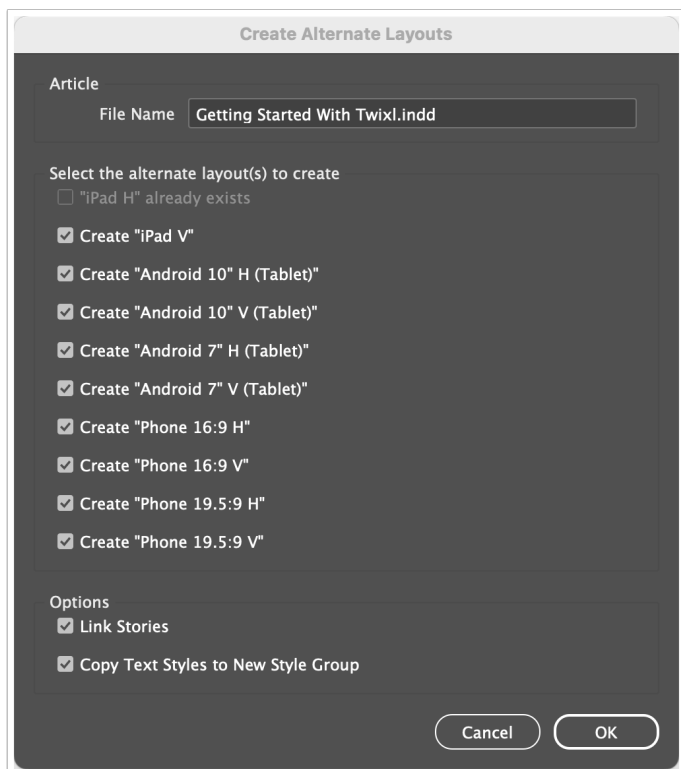 Create Alternate Layouts
Article
File Name Getting Started With Twixl.indd
Select the alternate layout(s) to create
"iPad H" already exists
Create "iPad V"
Create "Android 10" H (Tablet)"
Create "Android 10" V (Tablet)"
Create "Android 7" H (Tablet)"
Create "Android 7" V (Tablet)"
Create "Phone 16:9 H"
Create "Phone 16:9 V"
Create "Phone 19.5:9 H"
Create "Phone 19.5:9 V"
Options
Link Stories
Copy Text Styles to New Style Group
Cancel OK